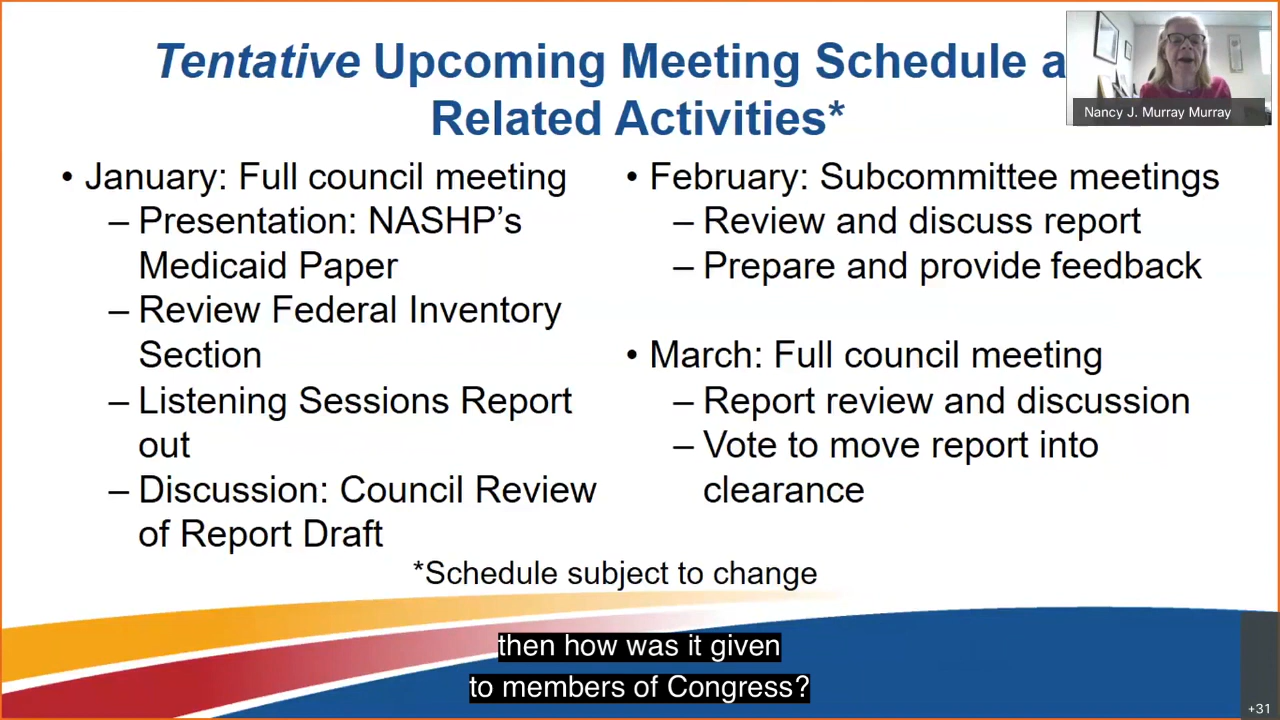 Tentative Upcoming Meeting Schedule a
Related Activities*
Nancy J. Murray Murray
• January: Full council meeting
– Presentation: NASHP’s
Medicaid Paper
– Review Federal Inventory
Section
– Listening Sessions Report
out
– Discussion: Council Review
of Report Draft
• February: Subcommittee meetings
– Review and discuss report
– Prepare and provide feedback
• March: Full council meeting
– Report review and discussion
– Vote to move report into
clearance
*Schedule subject to change
then how was it given
to members of Congress?
+31